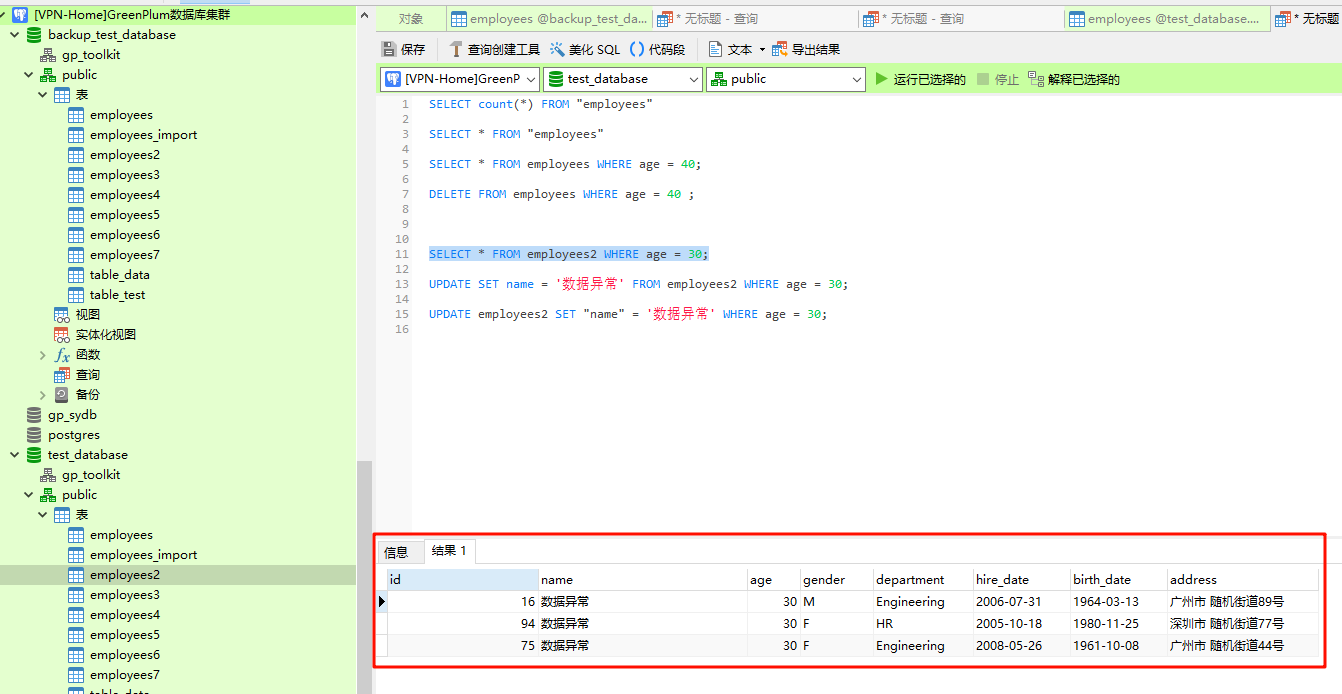 [VPN-Home]GreenPlum数据库集群
backup_test_database
gp_toolkit
public
表
employees
employees_import
employees2
employees3
employees4
employees5
employees6
employees7
table_data
table_test
视图
实体化视图
函数
查询
备份
gp_sydb
postgres
test_database
gp_toolkit
public
表
employees
employees_import
employees2
employees3
employees4
employees5
employees6
employees7
对象 employees @backup_test_da... * 无标题 - 查询 * 无标题 - 查询 employees @test_database.... * 无标题
保存 查询创建工具 美化 SQL () 代码段 文本 导出结果
[VPN-Home]GreenP test_database public 运行已选择的 停止 解释已选择的
1 SELECT count(*) FROM "employees"
2
3 SELECT * FROM "employees"
4
5 SELECT * FROM employees WHERE age = 40;
6
7 DELETE FROM employees WHERE age = 40 ;
8
9
10
11 SELECT * FROM employees2 WHERE age = 30;
12
13 UPDATE SET name = '数据异常' FROM employees2 WHERE age = 30;
14
15 UPDATE employees2 SET "name" = '数据异常' WHERE age = 30;
16
信息 结果 1
id name age gender department hire_date birth_date address
16 数据异常 30 M Engineering 2006-07-31 1964-03-13 广州市 随机街道89号
94 数据异常 30 F HR 2005-10-18 1980-11-25 深圳市 随机街道77号
75 数据异常 30 F Engineering 2008-05-26 1961-10-08 广州市 随机街道44号